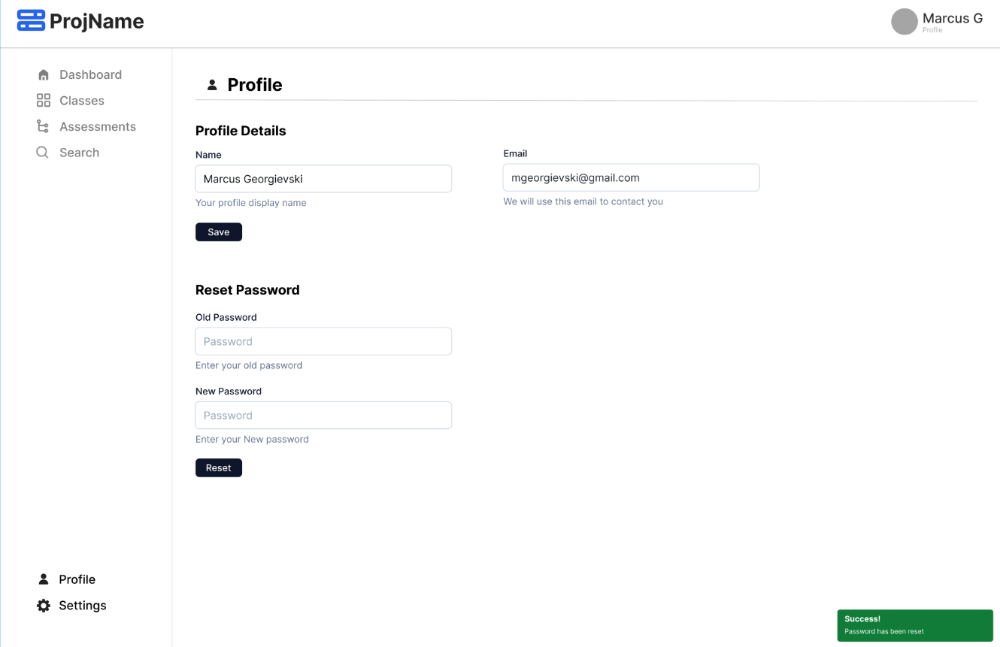 ProjName
Marcus G
Profile
Dashboard
Classes
Assessments
Search
Profile
Profile Details
Name
Marcus Georgievski
Your profile display name
Email
mgeorgievski@gmail.com
We will use this email to contact you
Save
Reset Password
Old Password
Password
Enter your old password
New Password
Password
Enter your New password
Reset
Profile
Settings
Success!
Password has been reset